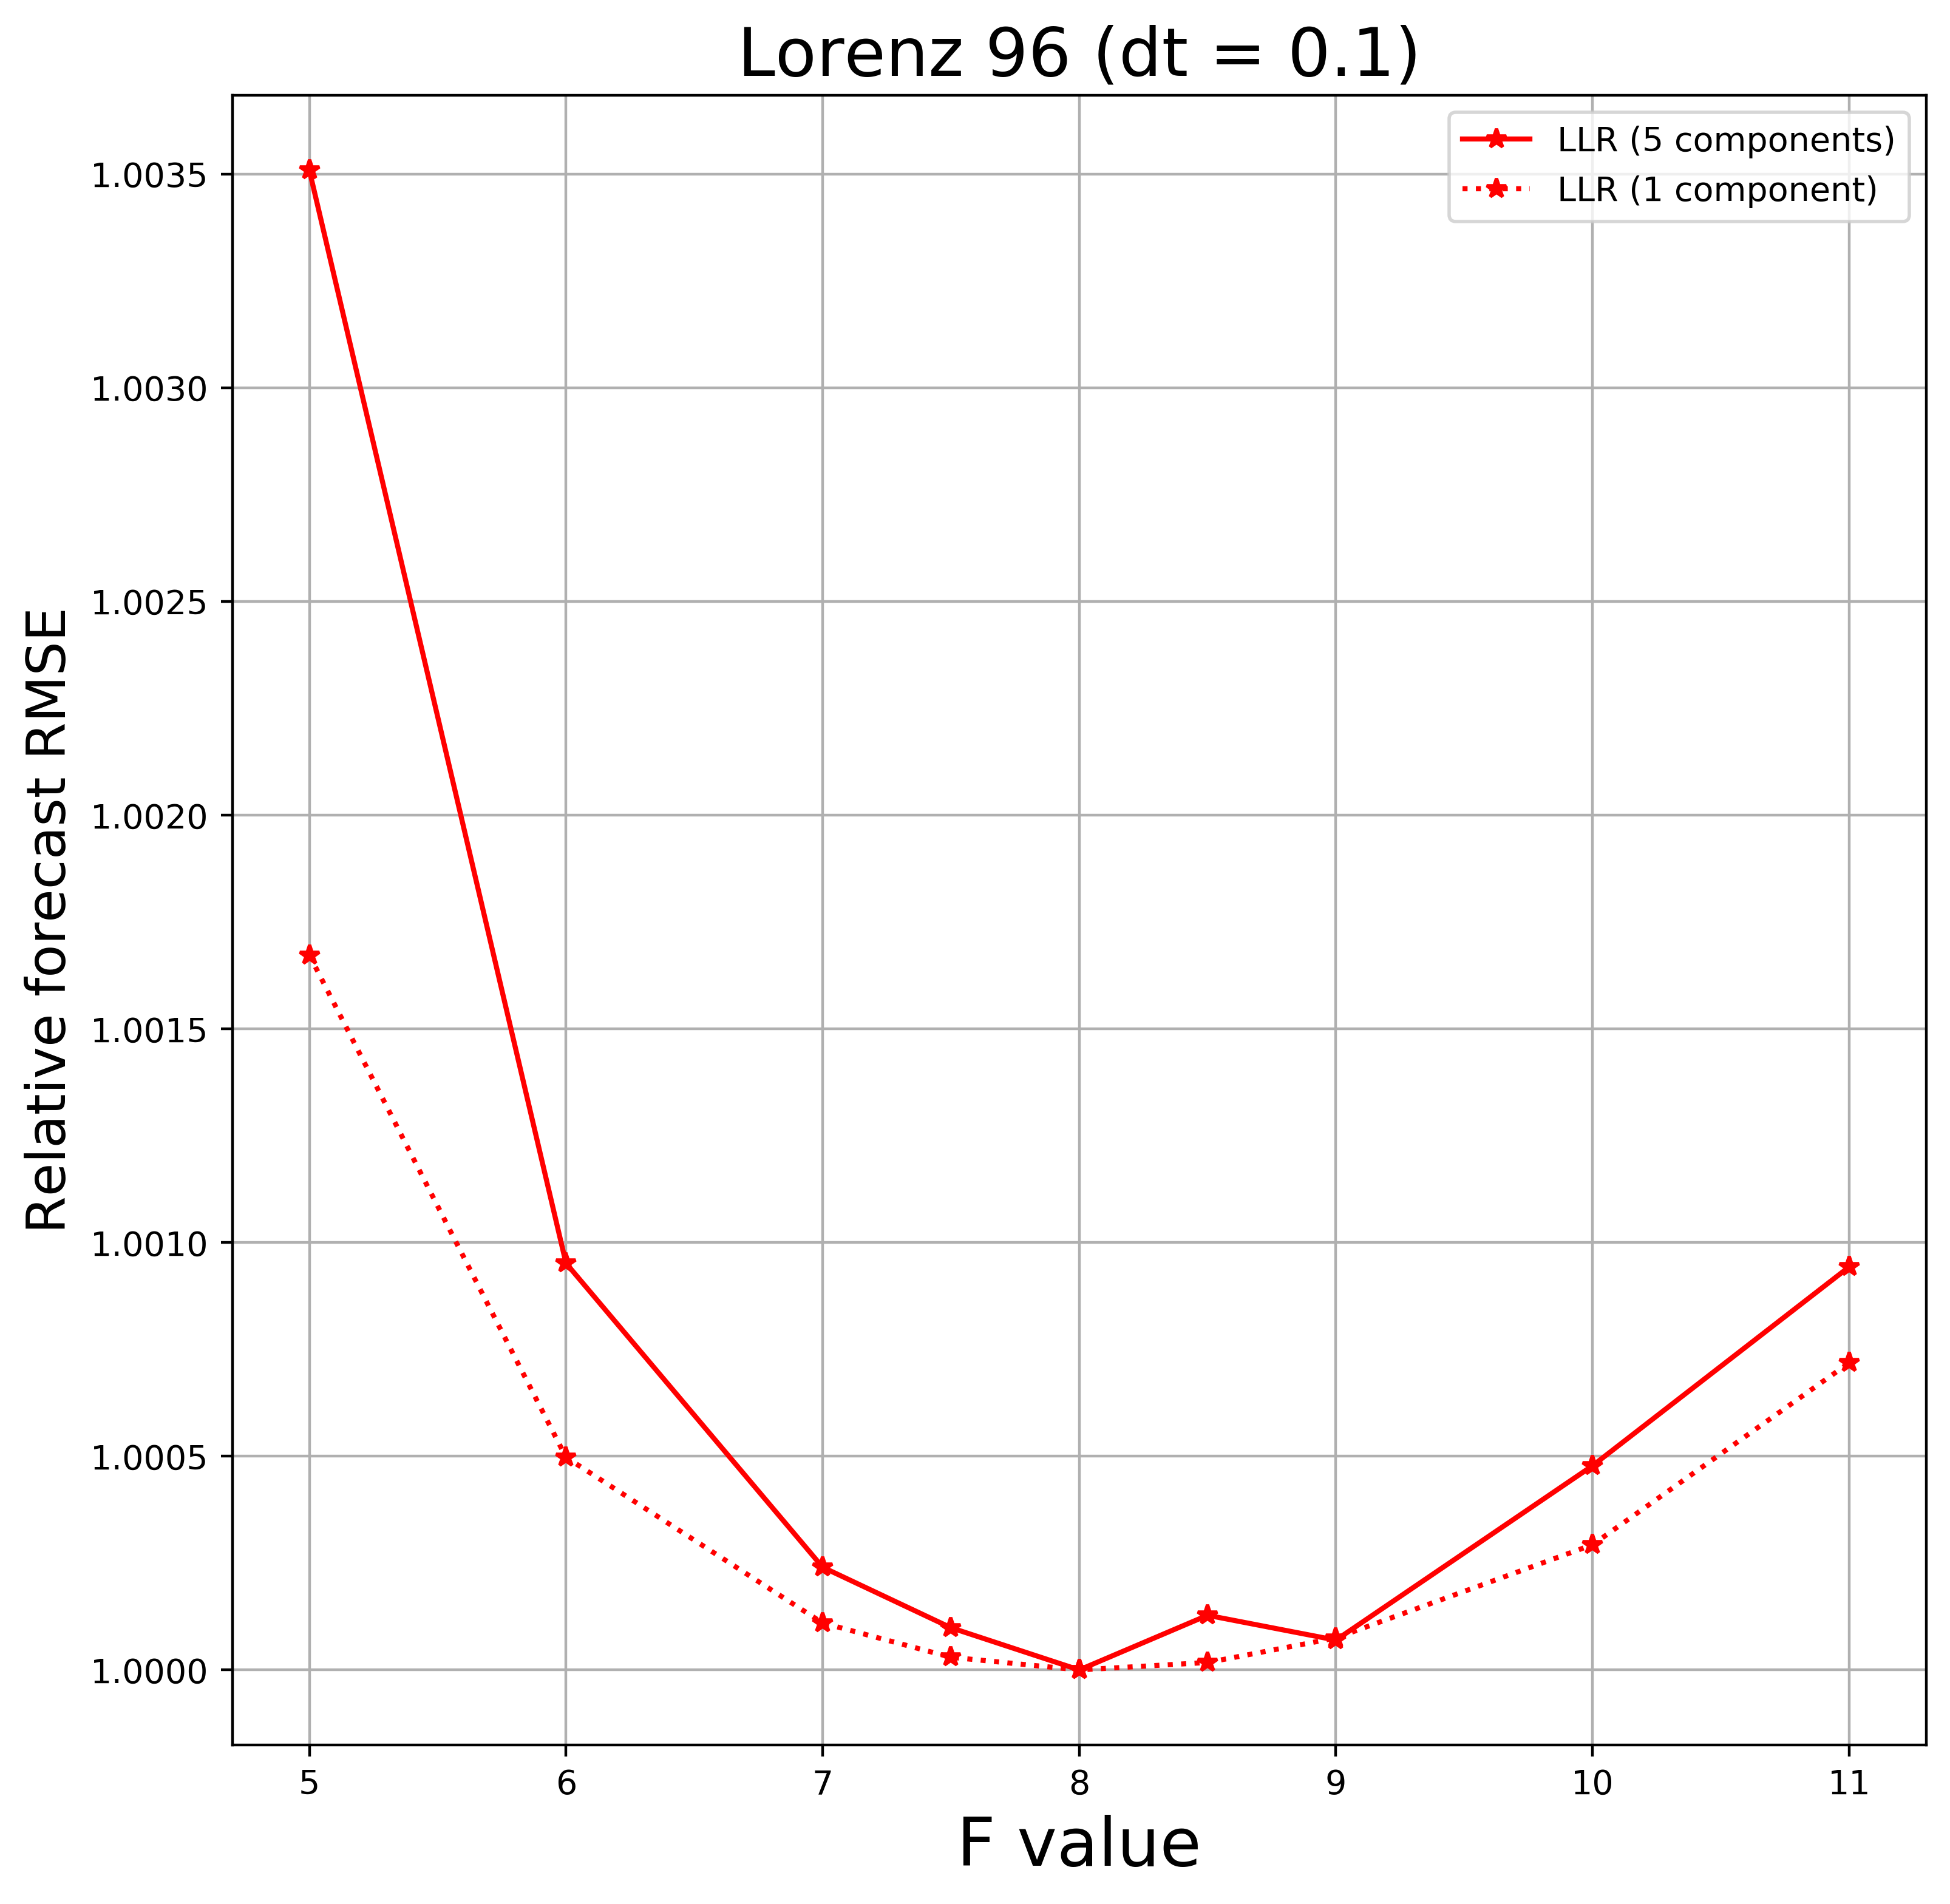 Lorenz 96 (dt = 0.1)
LLR (5 components)
LLR (1 component)
Relative forecast RMSE
1.0035
1.0030
1.0025
1.0020
1.0015
1.0010
1.0005
1.0000
5 6 7 8 9 10 11
F value